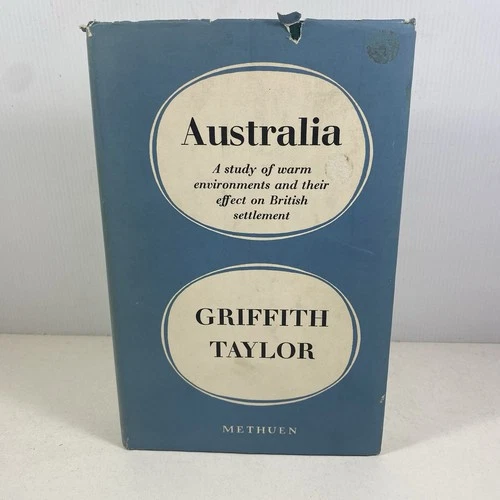 Australia
A study of warm
environments and their
effect on British
settlement
GRIFFITH
TAYLOR
METHUEN